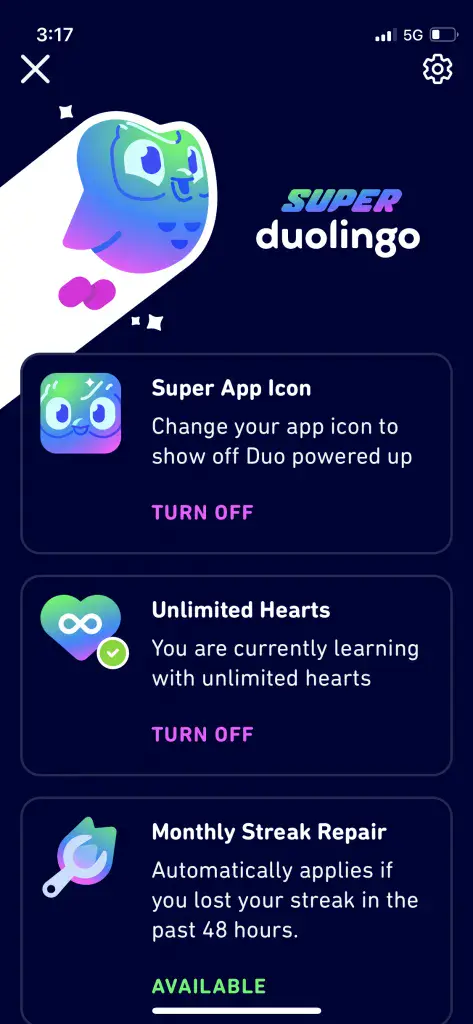 3:17
5G
SUPER
duolingo
Super App Icon
Change your app icon to
show off Duo powered up
TURN OFF
Unlimited Hearts
You are currently learning
with unlimited hearts
TURN OFF
Monthly Streak Repair
Automatically applies if
you lost your streak in the
past 48 hours.
AVAILABLE